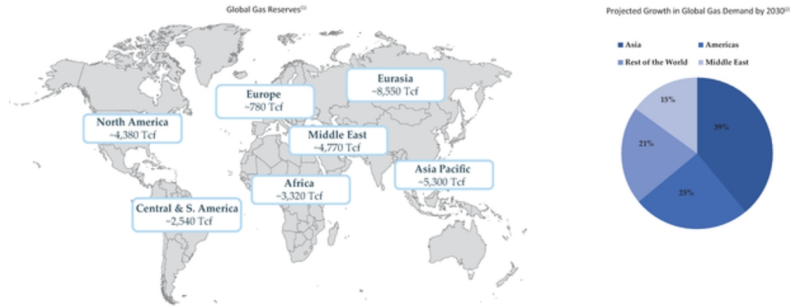 Global Gas Reserves⁽¹⁾
North America
~4,380 Tcf
Europe
~780 Tcf
Eurasia
~8,550 Tcf
Middle East
~4,770 Tcf
Asia Pacific
~5,300 Tcf
Africa
~3,320 Tcf
Central & S. America
~2,540 Tcf
Projected Growth in Global Gas Demand by 2030⁽²⁾
Asia
Americas
Rest of the World
Middle East
39%
25%
21%
15%